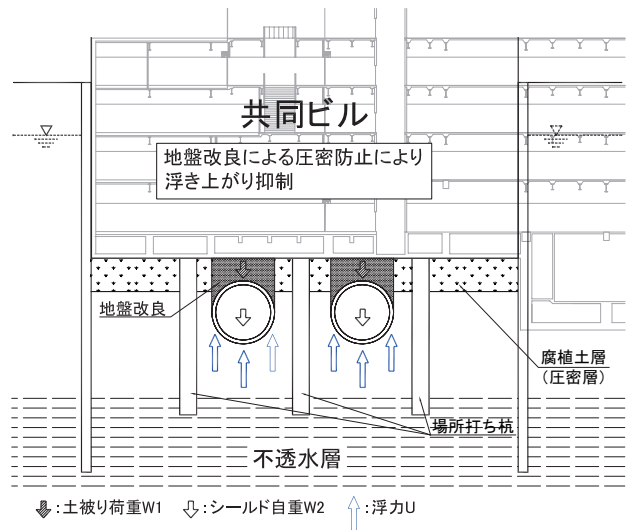 共同ビル
地盤改良による圧密防止により
浮き上がり抑制
地盤改良
腐植土層
（圧密層）
場所打ち杭
不透水層
:土被り荷重W1 :シールド自重W2 :浮力U